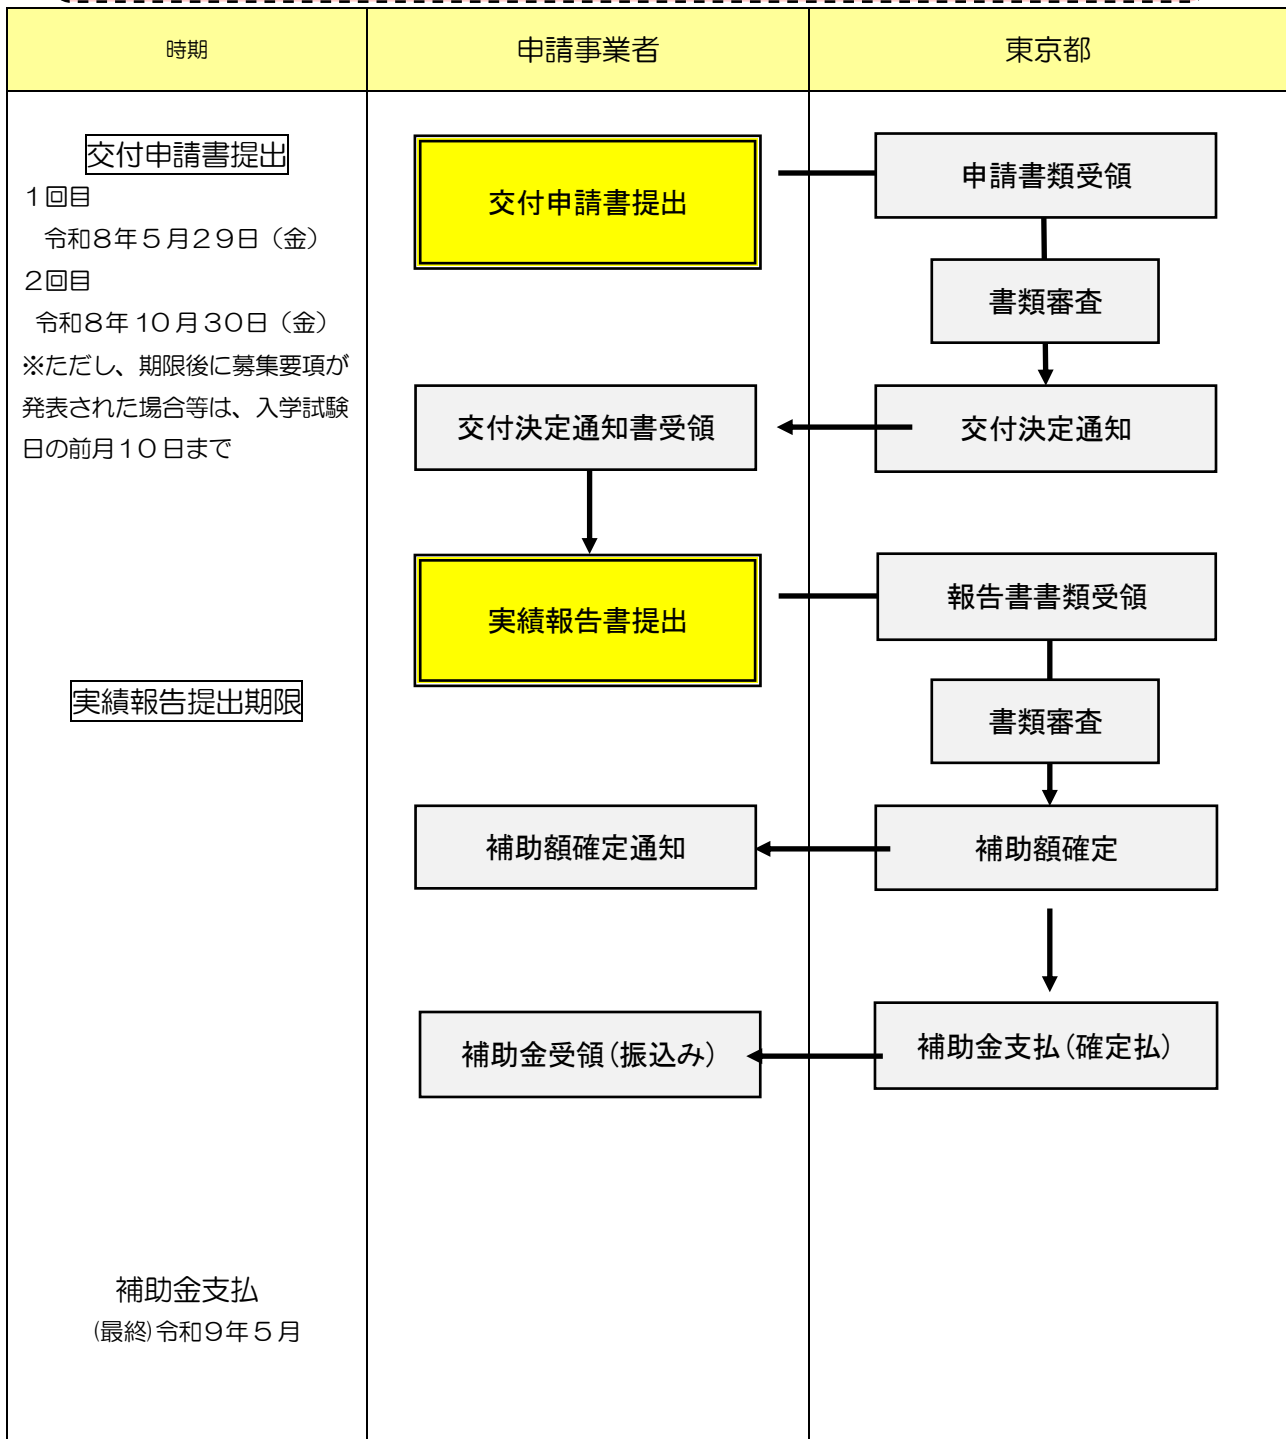 時期
申請事業者
東京都
交付申請書提出
１回目
令和８年５月２９日（金）
２回目
令和８年10月３０日（金）
※ただし、期限後に募集要項が
発表された場合等は、入学試験
日の前月１０日まで
交付申請書提出
申請書類受領
書類審査
交付決定通知書受領
交付決定通知
実績報告書提出
報告書書類受領
実績報告提出期限
書類審査
補助額確定通知
補助額確定
補助金受領（振込み）
補助金支払（確定払）
補助金支払
(最終)令和９年５月